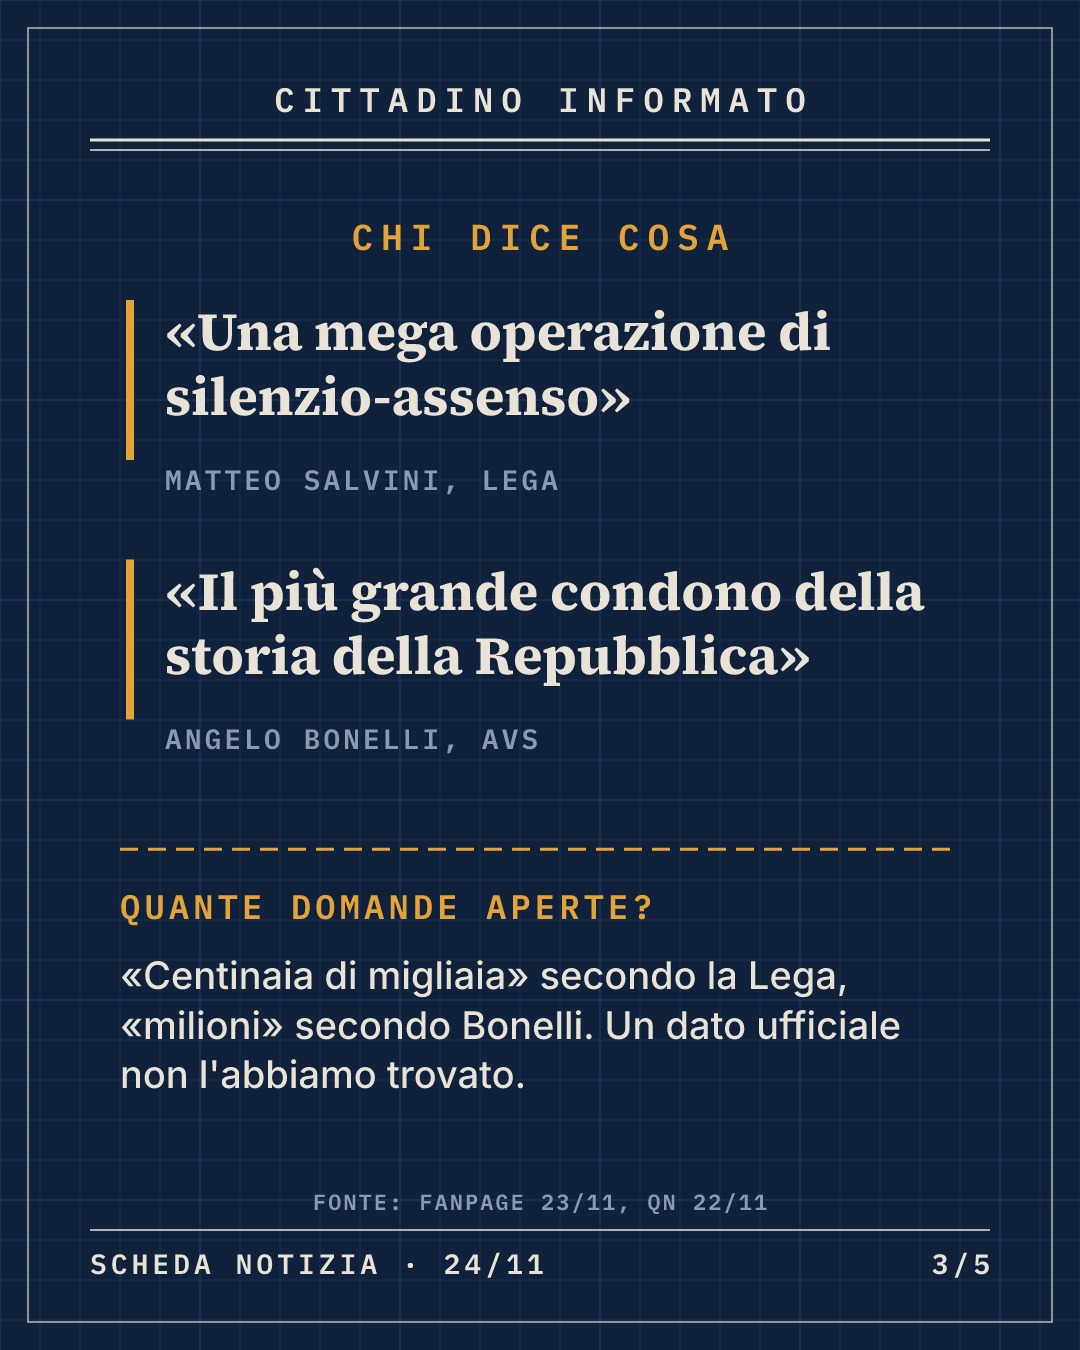 CITTADINO INFORMATO
CHI DICE COSA
«Una mega operazione di
silenzio-assenso»
MATTEO SALVINI, LEGA
«Il più grande condono della
storia della Repubblica»
ANGELO BONELLI, AVS
QUANTE DOMANDE APERTE?
«Centinaia di migliaia» secondo la Lega,
«milioni» secondo Bonelli. Un dato ufficiale
non l'abbiamo trovato.
FONTE: FANPAGE 23/11, QN 22/11
SCHEDA NOTIZIA · 24/11
3/5